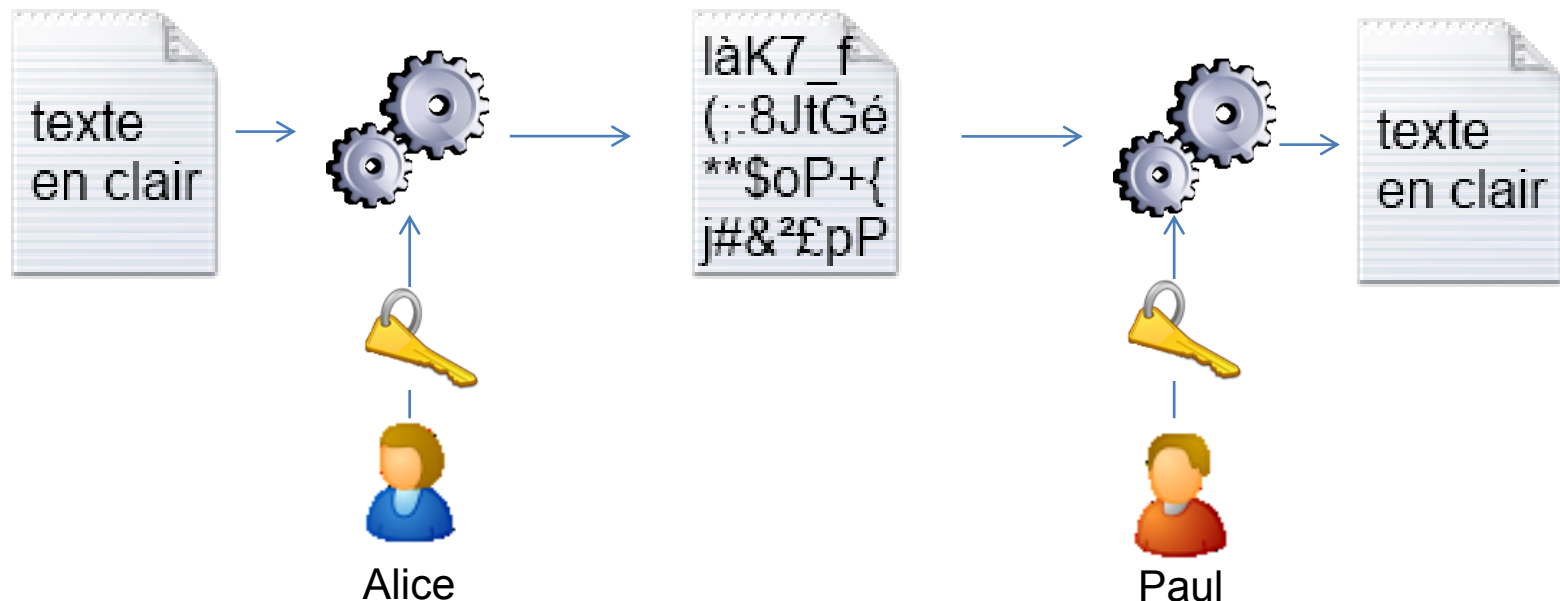 texte
en clair
làK7_f
(;:8JtGé
**$oP+{
j#&²£pP
texte
en clair
Alice
Paul